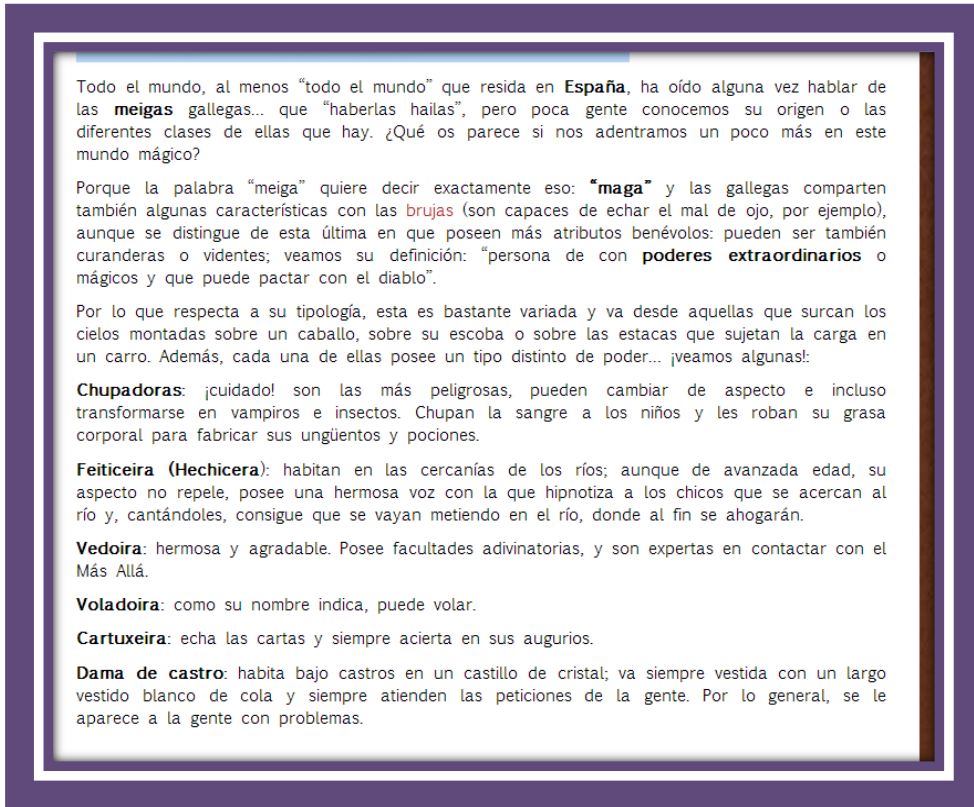 Todo el mundo, al menos “todo el mundo” que resida en España, ha oído alguna vez hablar de
las meigas gallegas... que “haberlas hailas”, pero poca gente conocemos su origen o las
diferentes clases de ellas que hay. ¿Qué os parece si nos adentramos un poco más en este
mundo mágico?
Porque la palabra “meiga” quiere decir exactamente eso: “maga” y las gallegas comparten
también algunas características con las brujas (son capaces de echar el mal de ojo, por ejemplo),
aunque se distingue de esta última en que poseen más atributos benévolos: pueden ser también
curanderas o videntes; veamos su definición: “persona de con poderes extraordinarios o
mágicos y que puede pactar con el diablo”.
Por lo que respecta a su tipología, esta es bastante variada y va desde aquellas que surcan los
cielos montadas sobre un caballo, sobre su escoba o sobre las estacas que sujetan la carga en
un carro. Además, cada una de ellas posee un tipo distinto de poder... ¡veamos algunas!:
Chupadoras: ¡cuidado! son las más peligrosas, pueden cambiar de aspecto e incluso
transformarse en vampiros e insectos. Chupan la sangre a los niños y les roban su grasa
corporal para fabricar sus ungüentos y pociones.
Feiticeira (Hechicera): habitan en las cercanías de los ríos; aunque de avanzada edad, su
aspecto no repele, posee una hermosa voz con la que hipnotiza a los chicos que se acercan al
río y, cantándoles, consigue que se vayan metiendo en el río, donde al fin se ahogarán.
Vedoira: hermosa y agradable. Posee facultades adivinatorias, y son expertas en contactar con el
Más Allá.
Voladoira: como su nombre indica, puede volar.
Cartuxeira: echa las cartas y siempre acierta en sus augurios.
Dama de castro: habita bajo castros en un castillo de cristal; va siempre vestida con un largo
vestido blanco de cola y siempre atienden las peticiones de la gente. Por lo general, se le
aparece a la gente con problemas.